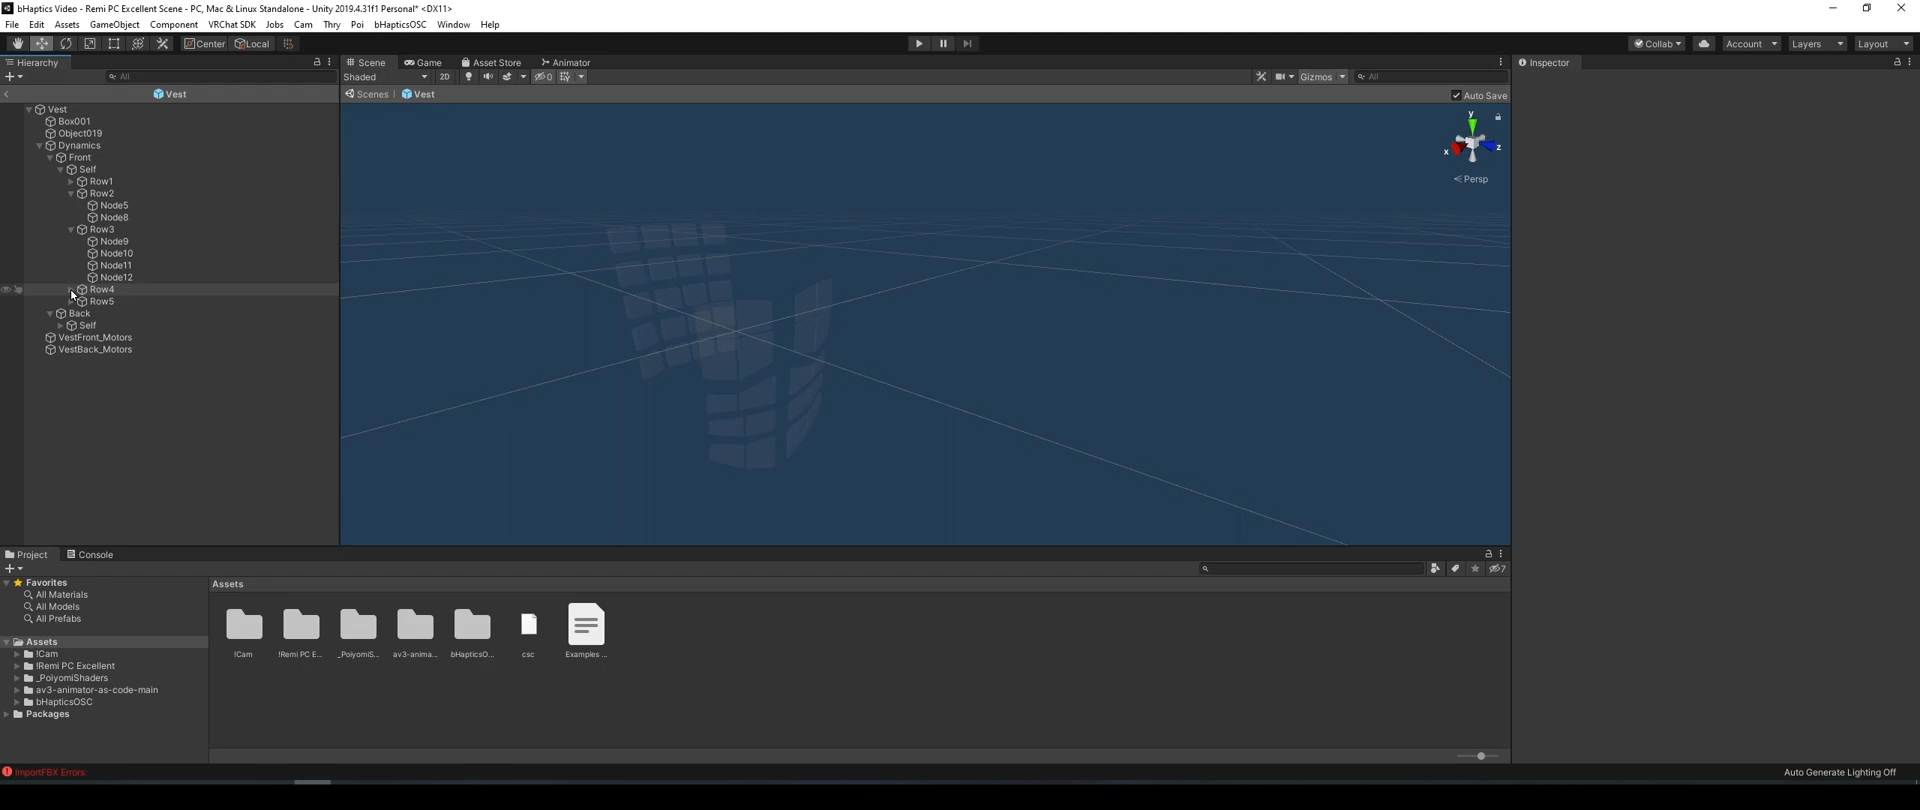 bHaptics Video - Remi PC Excellent Scene - PC, Mac & Linux Standalone - Unity 2019.4.31f1 Personal* <DX11>
File Edit Assets GameObject Component VRChat SDK Jobs Cam Thry Poi bHapticsOSC Window Help
Center Local Collab Account Layers Layout
Hierarchy Scene Game Asset Store Animator Inspector
All Shaded 2D 0 Gizmos All
Vest Scenes Vest Auto Save
Vest
Box001
Object019
Dynamics
Front
Self
Row1
Row2
Node5
Node8
Row3
Node9
Node10
Node11
Node12
Row4
Row5
Back
Self
VestFront_Motors
VestBack_Motors
y
x z
Persp
Project Console
7
Favorites
All Materials
All Models
All Prefabs
Assets
!Cam
!Remi PC Excellent
_PoiyomiShaders
av3-animator-as-code-main
bHapticsOSC
Packages
Assets
!Cam !Remi PC E... _PoiyomiS... av3-anima... bHapticsO... csc Examples ...
ImportFBX Errors: Auto Generate Lighting Off